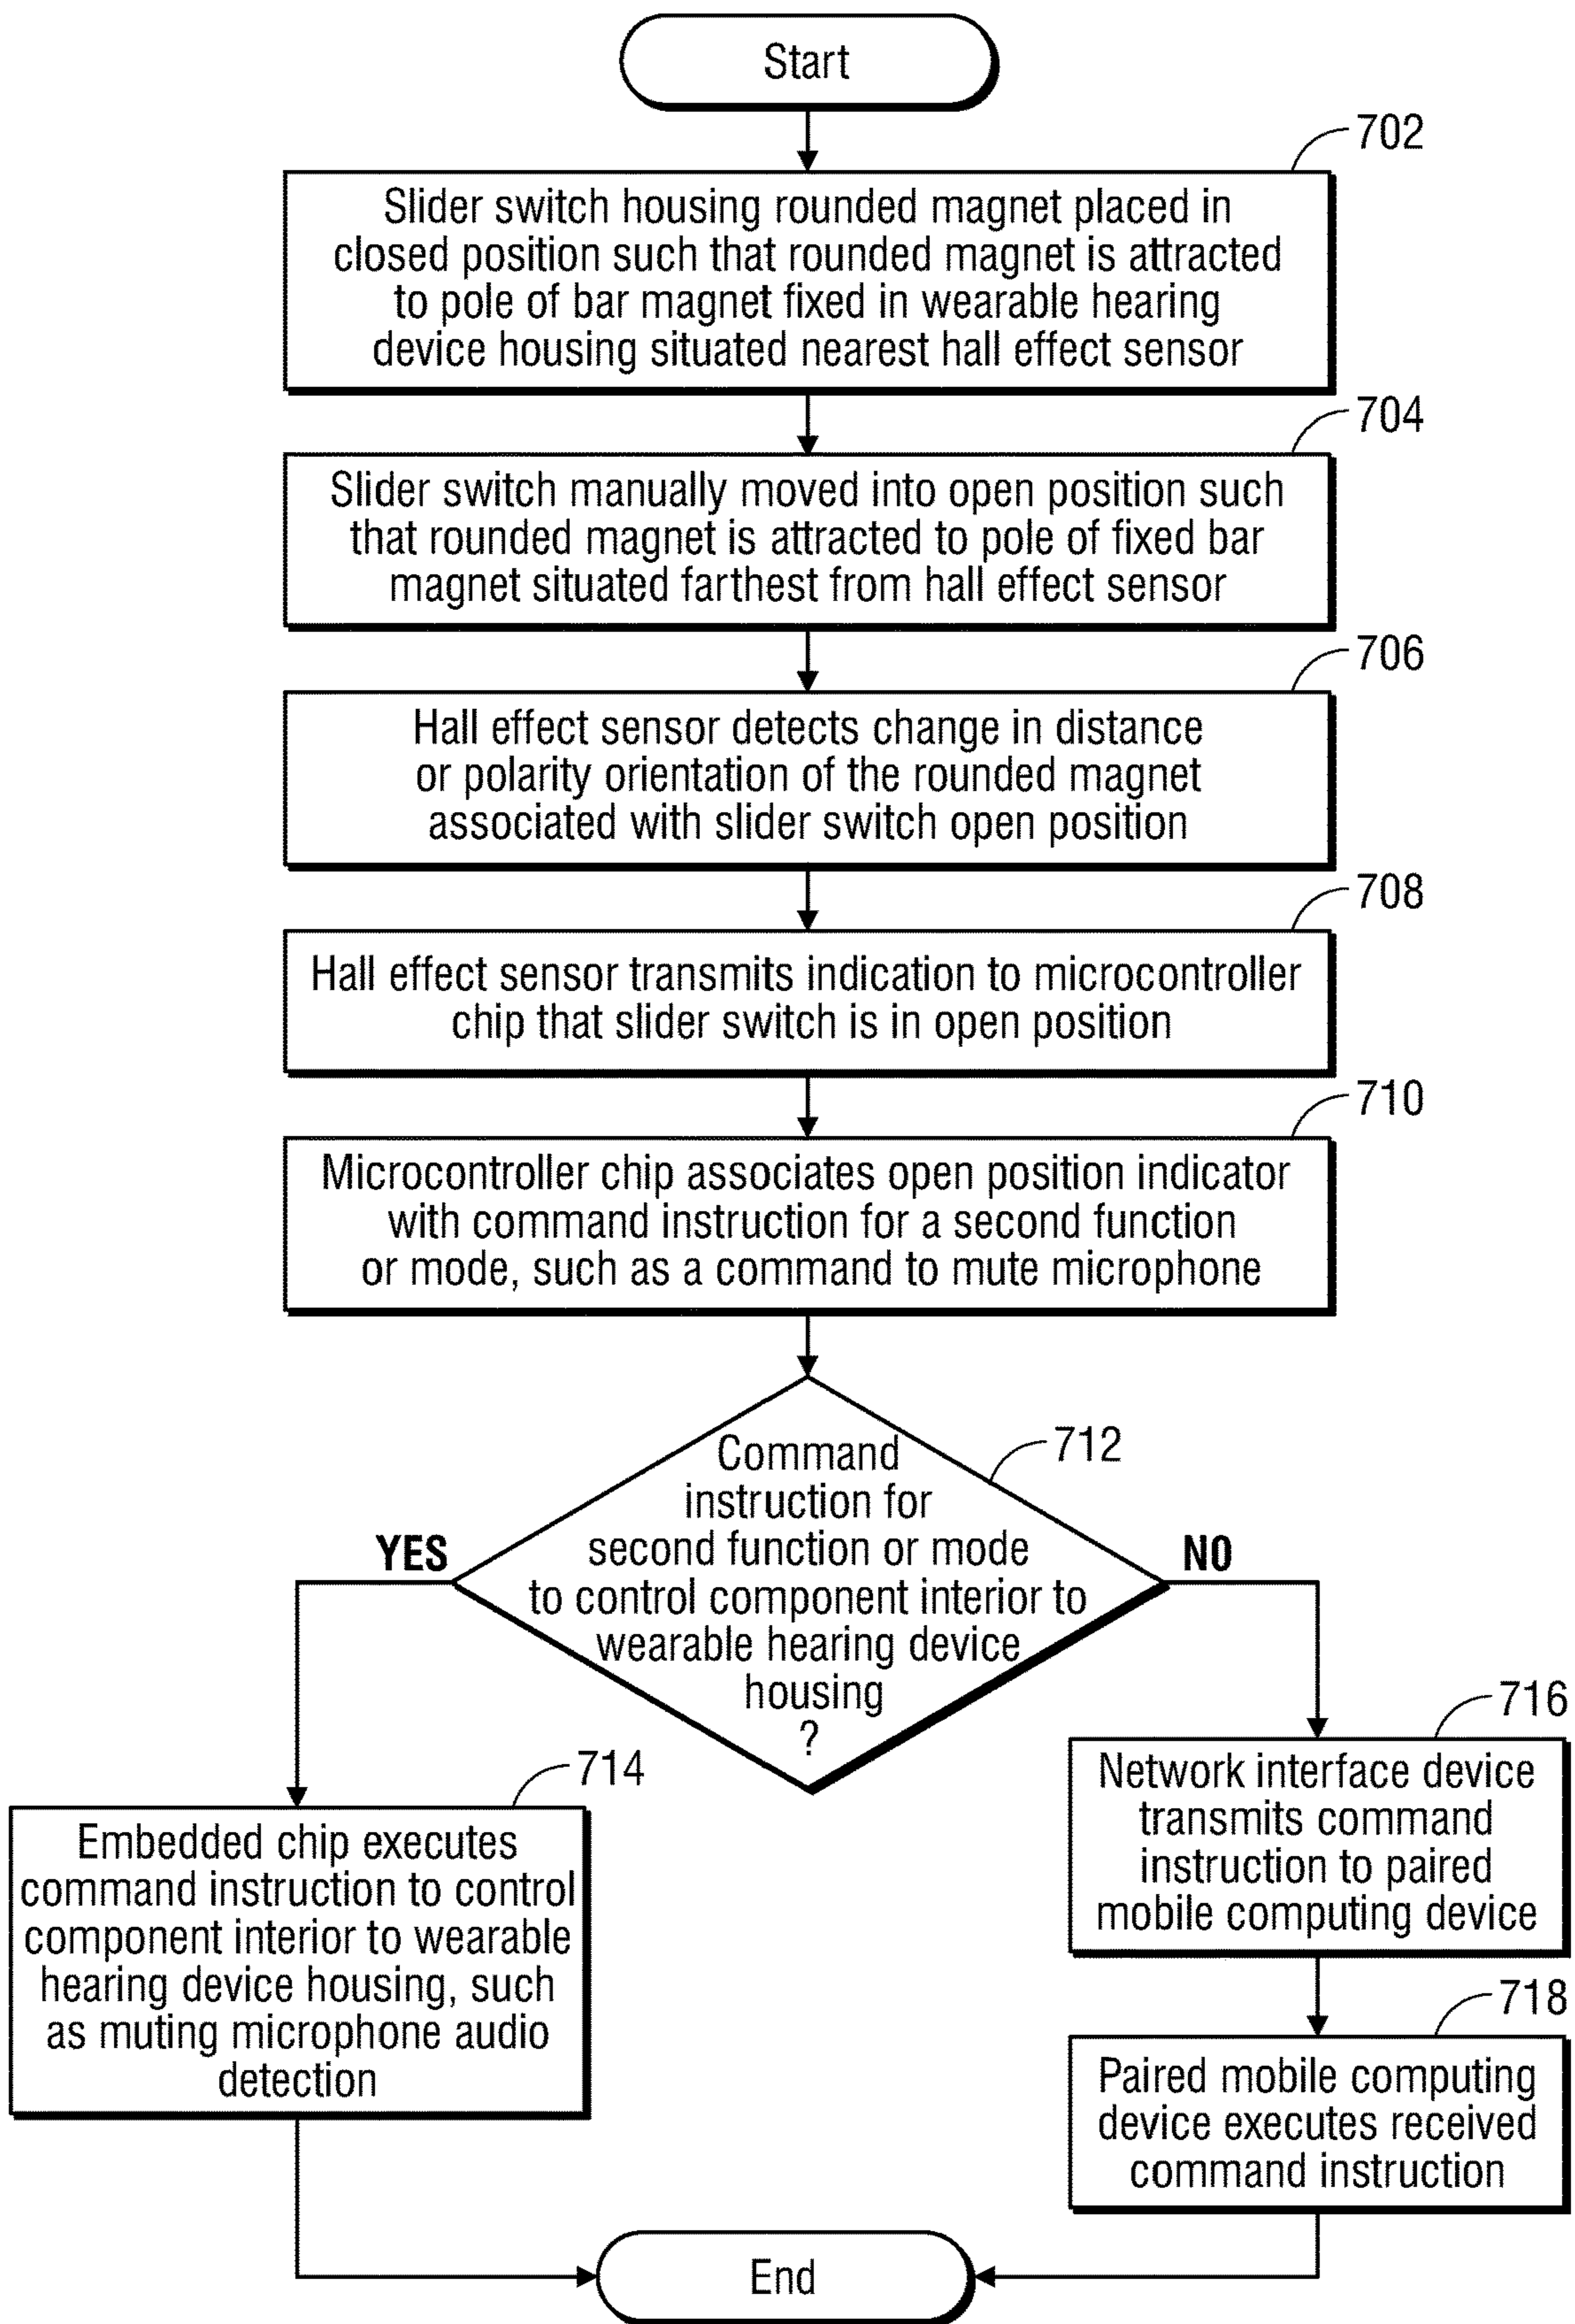 Start
702
Slider switch housing rounded magnet placed in
closed position such that rounded magnet is attracted
to pole of bar magnet fixed in wearable hearing
device housing situated nearest hall effect sensor
704
Slider switch manually moved into open position such
that rounded magnet is attracted to pole of fixed bar
magnet situated farthest from hall effect sensor
706
Hall effect sensor detects change in distance
or polarity orientation of the rounded magnet
associated with slider switch open position
708
Hall effect sensor transmits indication to microcontroller
chip that slider switch is in open position
710
Microcontroller chip associates open position indicator
with command instruction for a second function
or mode, such as a command to mute microphone
712
Command
instruction for
second function or mode
to control component interior to
wearable hearing device
housing
?
YES
NO
714
Embedded chip executes
command instruction to control
component interior to wearable
hearing device housing, such
as muting microphone audio
detection
716
Network interface device
transmits command
instruction to paired
mobile computing device
718
Paired mobile computing
device executes received
command instruction
End